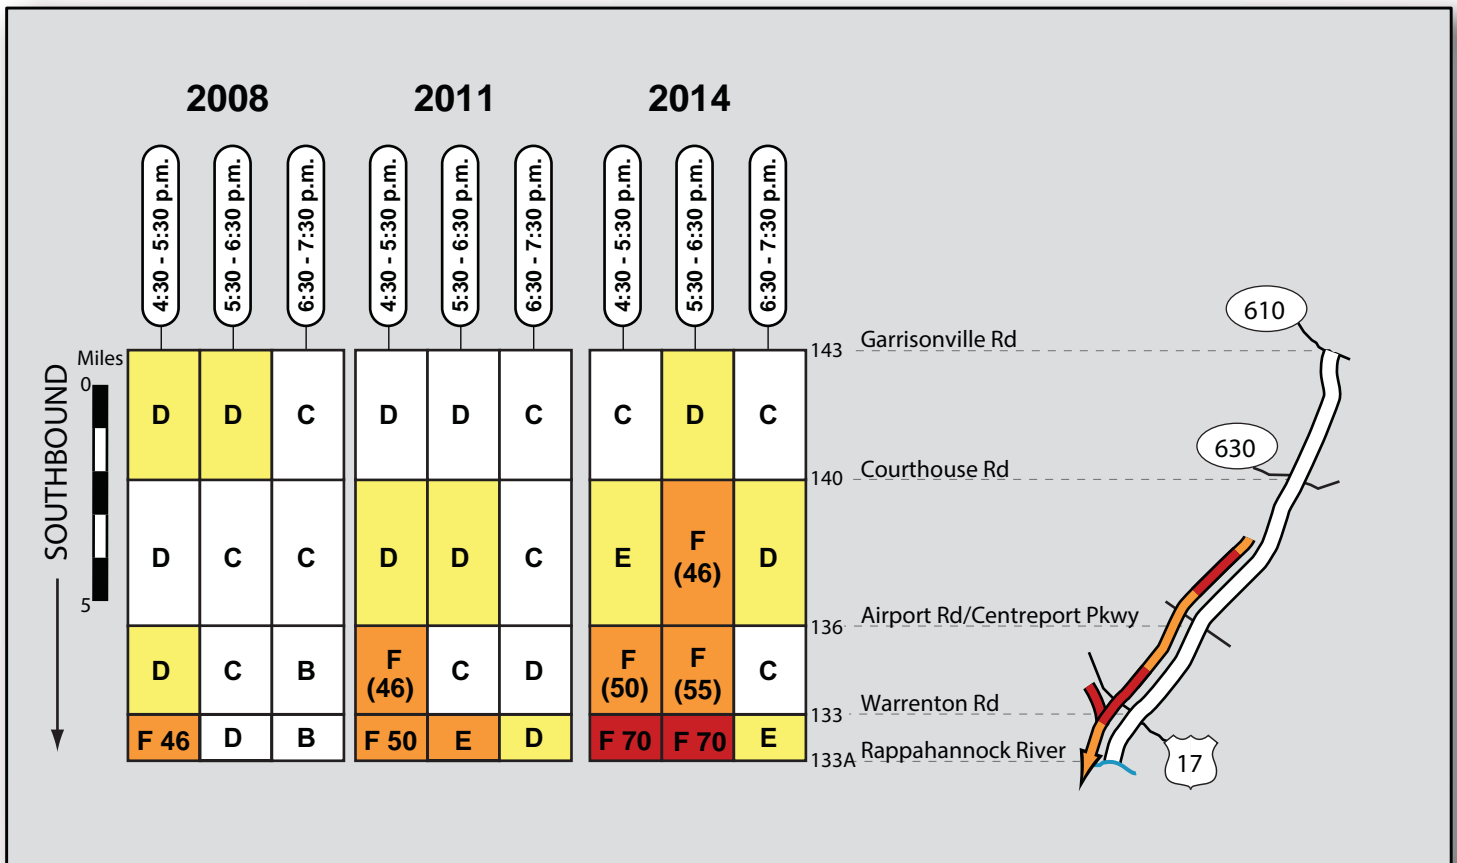 2008 2011 2014
4:30 - 5:30 p.m. 5:30 - 6:30 p.m. 6:30 - 7:30 p.m. 4:30 - 5:30 p.m. 5:30 - 6:30 p.m. 6:30 - 7:30 p.m. 4:30 - 5:30 p.m. 5:30 - 6:30 p.m. 6:30 - 7:30 p.m.
610
143 Garrisonville Rd
Miles
0
SOUTHBOUND
D D C D D C C D C
630
140 Courthouse Rd
D C C D D C E F (46) D
5
136 Airport Rd/Centreport Pkwy
D C B F (46) C D F (50) F (55) C
133 Warrenton Rd
F 46 D B F 50 E D F 70 F 70 E
133A Rappahannock River
17